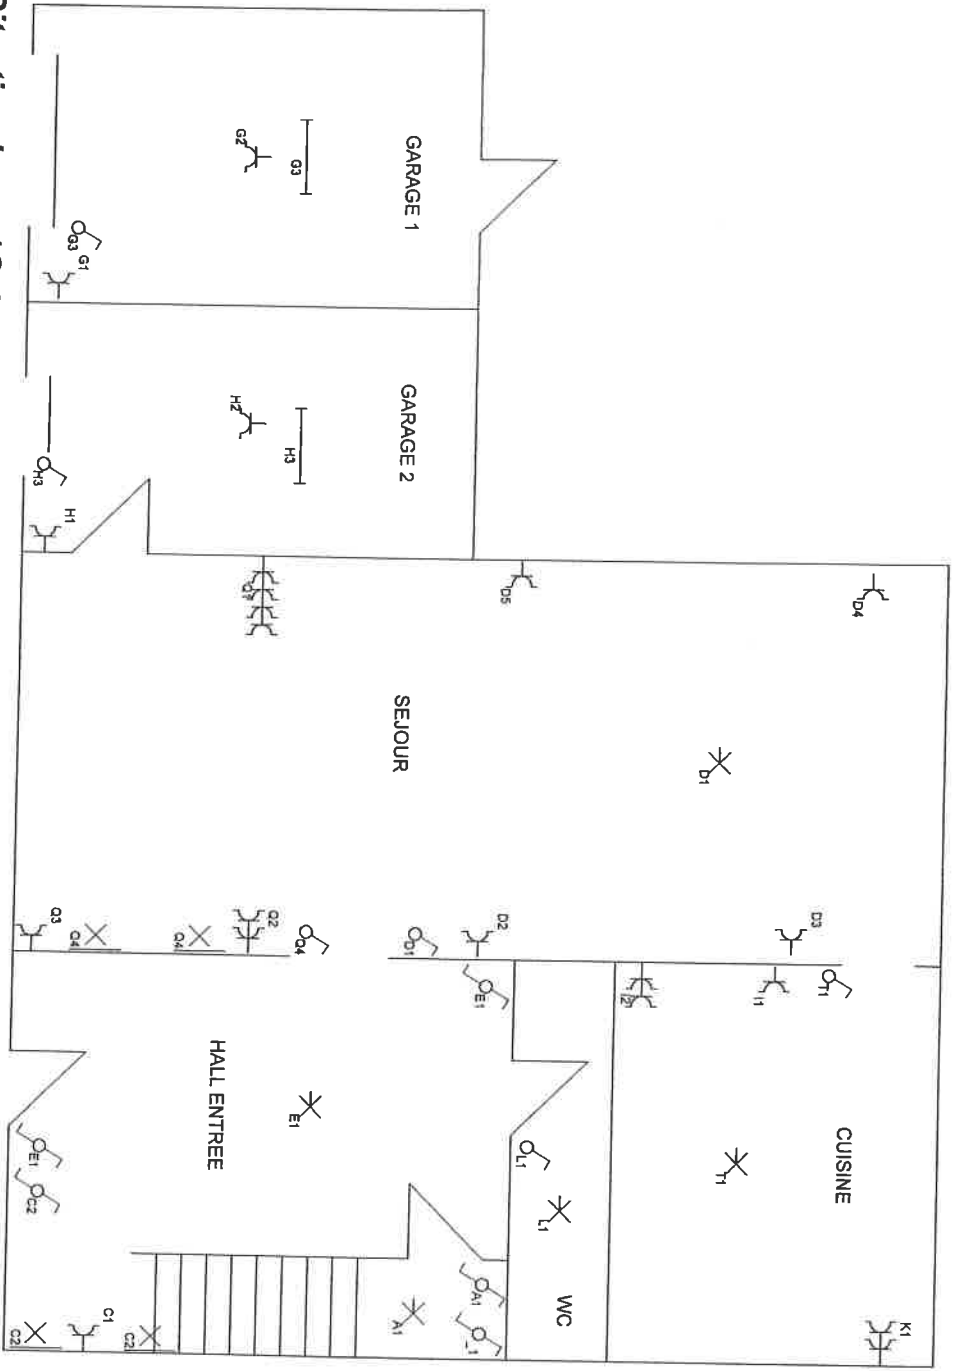 GARAGE 1
G2
G3
G3
G1
GARAGE 2
H2
H3
H3
H1
D5
D4
SEJOUR
D1
Q3
Q4
Q4
Q2
Q4
D1
D2
D3
E1
T1
I1
HALL ENTREE
E1
CUISINE
T1
L1
L1
WC
E1
C2
A1
A1
C2
C1
C2
K1